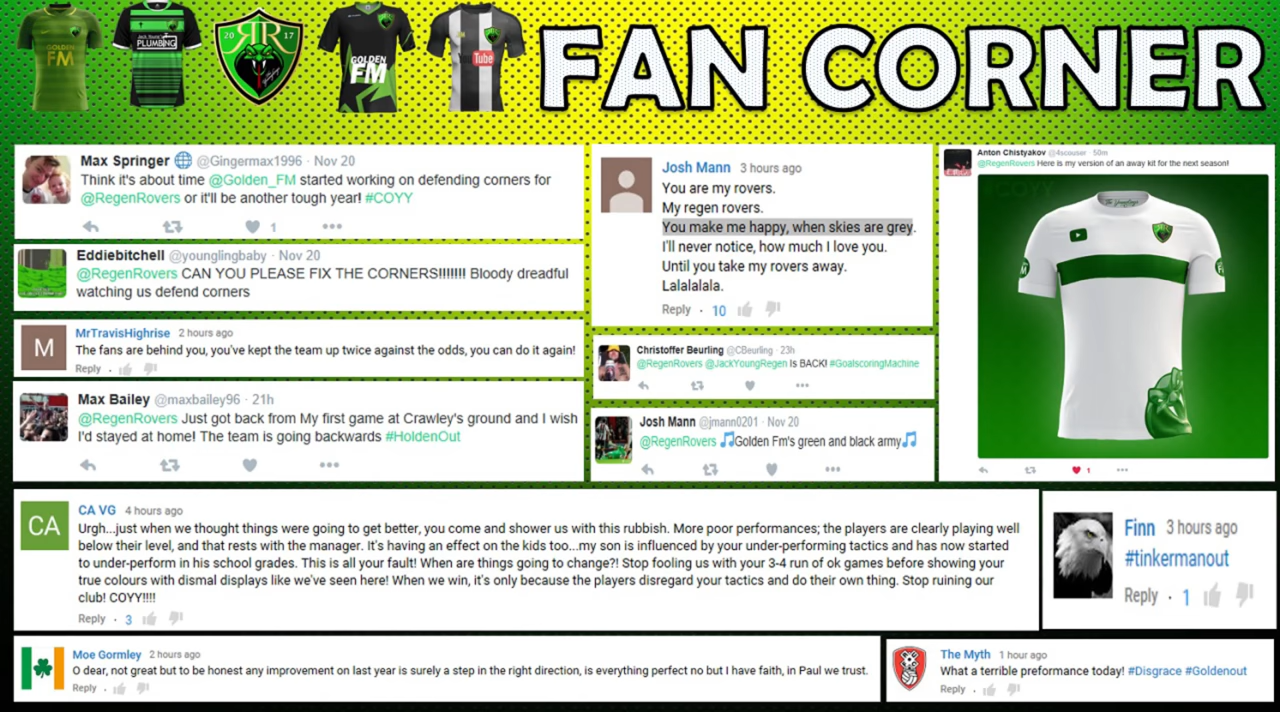 GOLDEN
FM
Jack Young's
PLUMBING
RR
20 17
GOLDEN
FM
Tube
FAN CORNER
Max Springer @Gingermax1996 · Nov 20
Think it's about time @Golden_FM started working on defending corners for
@RegenRovers or it'll be another tough year! #COYY
1
Eddiebitchell @younglingbaby · Nov 20
@RegenRovers CAN YOU PLEASE FIX THE CORNERS!!!!!!! Bloody dreadful
watching us defend corners
M
MrTravisHighrise 2 hours ago
The fans are behind you, you've kept the team up twice against the odds, you can do it again!
Reply ·
Max Bailey @maxbailey96 · 21h
@RegenRovers Just got back from My first game at Crawley's ground and I wish
I'd stayed at home! The team is going backwards #HoldenOut
Josh Mann 3 hours ago
You are my rovers.
My regen rovers.
You make me happy, when skies are grey.
I'll never notice, how much I love you.
Until you take my rovers away.
Lalalalala.
Reply · 10
Christoffer Beurling @CBeurling · 23h
@RegenRovers @JackYoungRegen Is BACK! #GoalscoringMachine
Josh Mann @jmann0201 · Nov 20
@RegenRovers 🎵Golden Fm's green and black army🎵
Anton Chistyakov @4scouser · 50m
@RegenRovers Here is my version of an away kit for the next season!
COYY
The Younglings
FM
FM
1
CA
CA VG 4 hours ago
Urgh...just when we thought things were going to get better, you come and shower us with this rubbish. More poor performances; the players are clearly playing well
below their level, and that rests with the manager. It's having an effect on the kids too...my son is influenced by your under-performing tactics and has now started
to under-perform in his school grades. This is all your fault! When are things going to change?! Stop fooling us with your 3-4 run of ok games before showing your
true colours with dismal displays like we've seen here! When we win, it's only because the players disregard your tactics and do their own thing. Stop ruining our
club! COYY!!!!
Reply · 3
Finn 3 hours ago
#tinkermanout
Reply · 1
Moe Gormley 2 hours ago
O dear, not great but to be honest any improvement on last year is surely a step in the right direction, is everything perfect no but I have faith, in Paul we trust.
Reply ·
The Myth 1 hour ago
What a terrible preformance today! #Disgrace #Goldenout
Reply ·